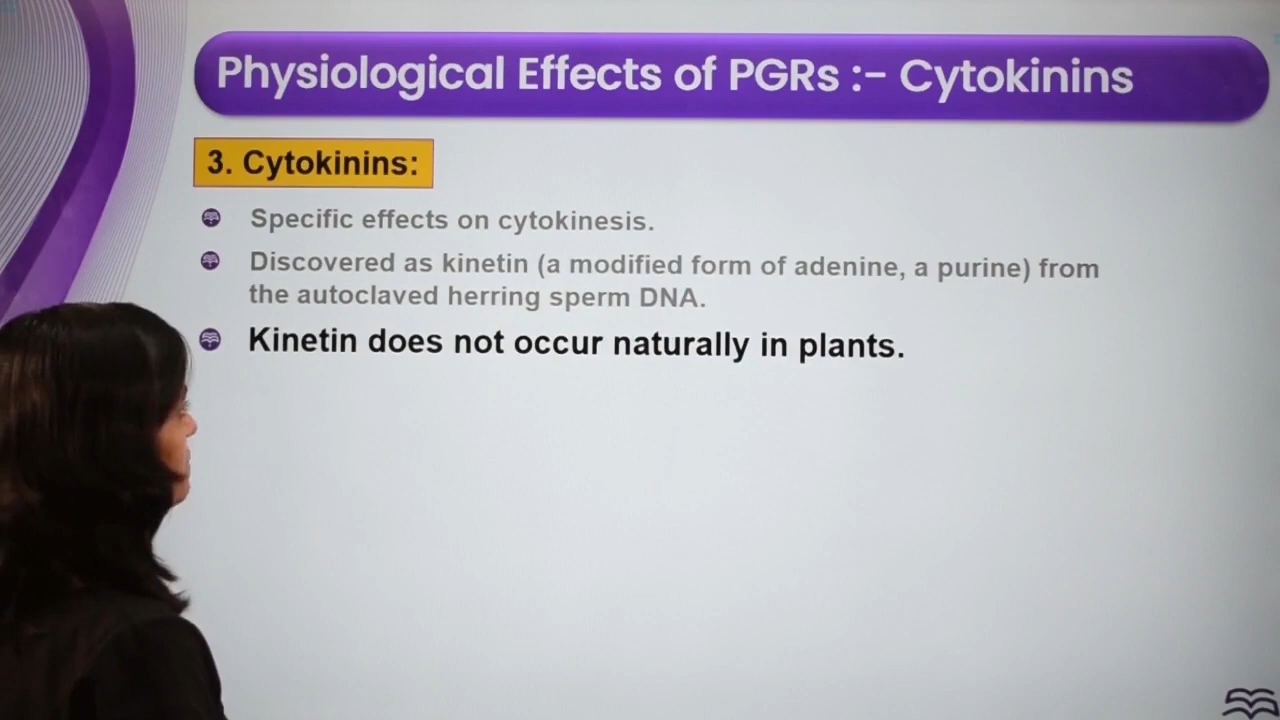 Physiological Effects of PGRs :- Cytokinins
3. Cytokinins:
Specific effects on cytokinesis.
Discovered as kinetin (a modified form of adenine, a purine) from
the autoclaved herring sperm DNA.
Kinetin does not occur naturally in plants.